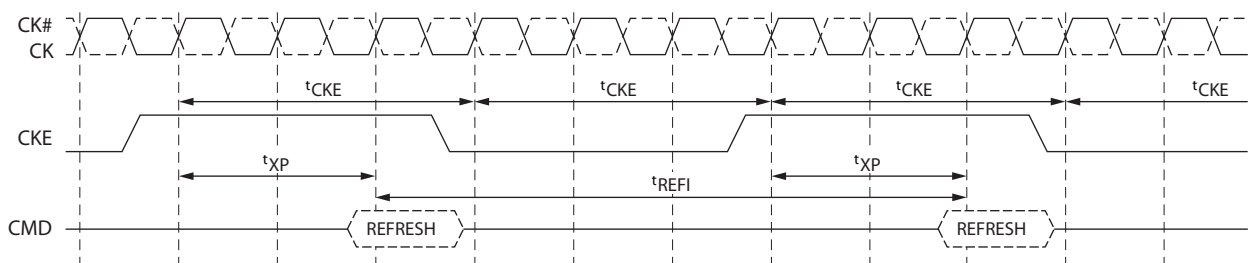 CK#
CK
tCKE tCKE tCKE tCKE
CKE
tXP tXP
tREFI
CMD REFRESH REFRESH